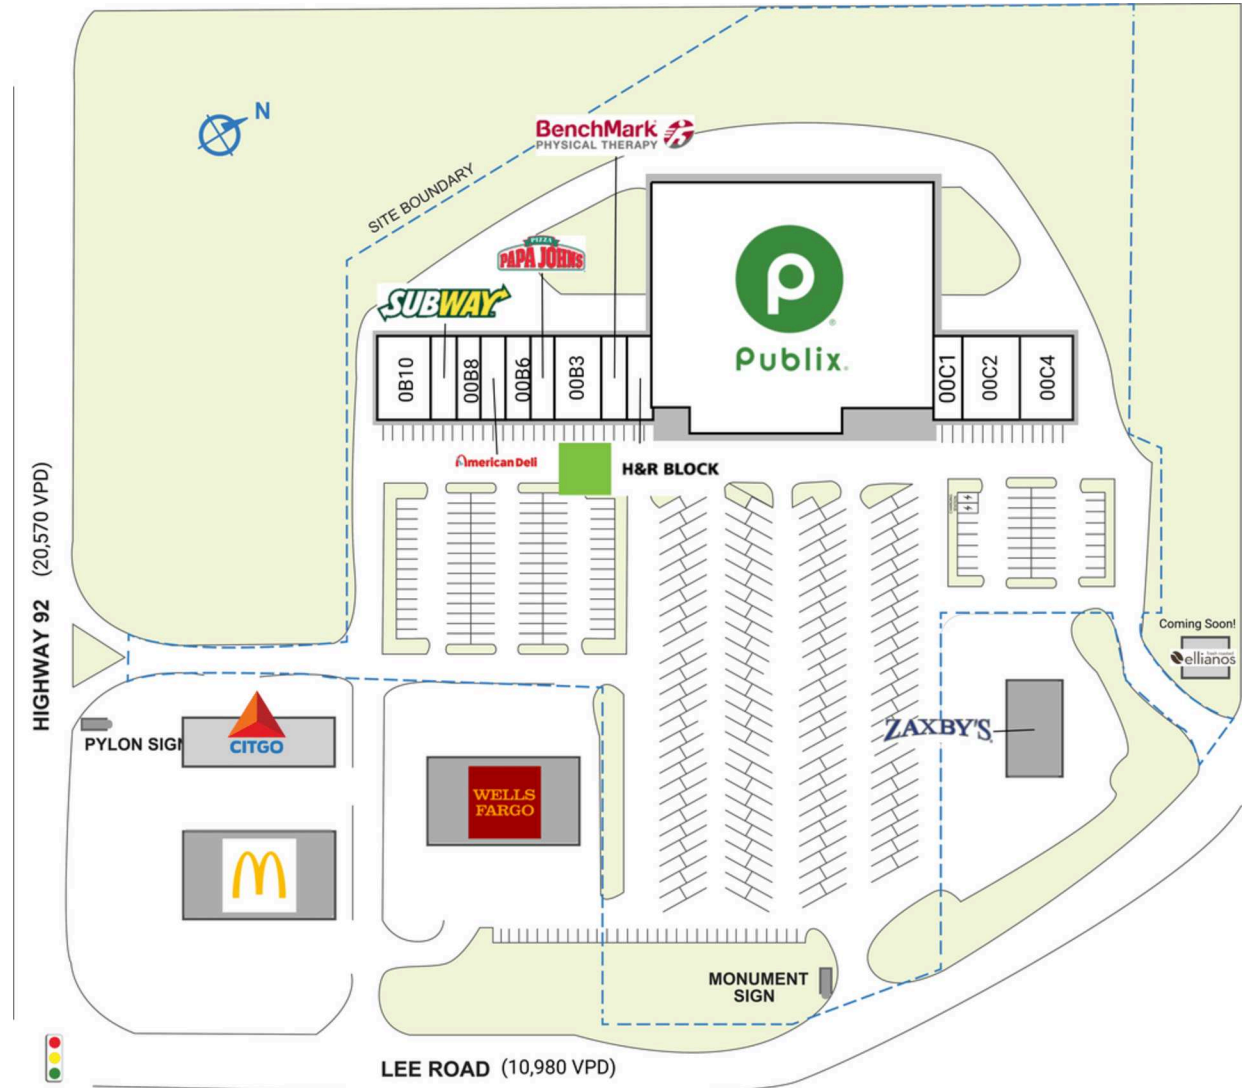 N
BenchMark
PHYSICAL THERAPY
SITE BOUNDARY
PIZZA
PAPA JOHNS
SUBWAY
Publix
0B10
00B8
00B6
00B3
00C1
00C2
00C4
American Deli
H&R BLOCK
HIGHWAY 92 (20,570 VPD)
Coming Soon!
ellianos
PYLON SIGN
CITGO
ZAXBY'S
WELLS
FARGO
MONUMENT
SIGN
LEE ROAD (10,980 VPD)